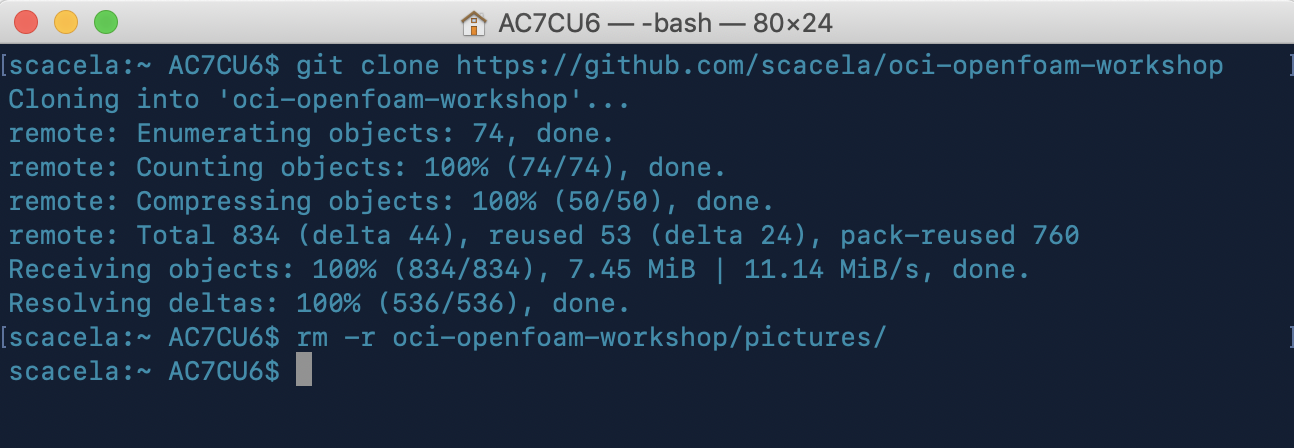 AC7CU6 — -bash — 80×24
[scacela:~ AC7CU6$ git clone https://github.com/scacela/oci-openfoam-workshop ]
Cloning into 'oci-openfoam-workshop'...
remote: Enumerating objects: 74, done.
remote: Counting objects: 100% (74/74), done.
remote: Compressing objects: 100% (50/50), done.
remote: Total 834 (delta 44), reused 53 (delta 24), pack-reused 760
Receiving objects: 100% (834/834), 7.45 MiB | 11.14 MiB/s, done.
Resolving deltas: 100% (536/536), done.
[scacela:~ AC7CU6$ rm -r oci-openfoam-workshop/pictures/ ]
scacela:~ AC7CU6$